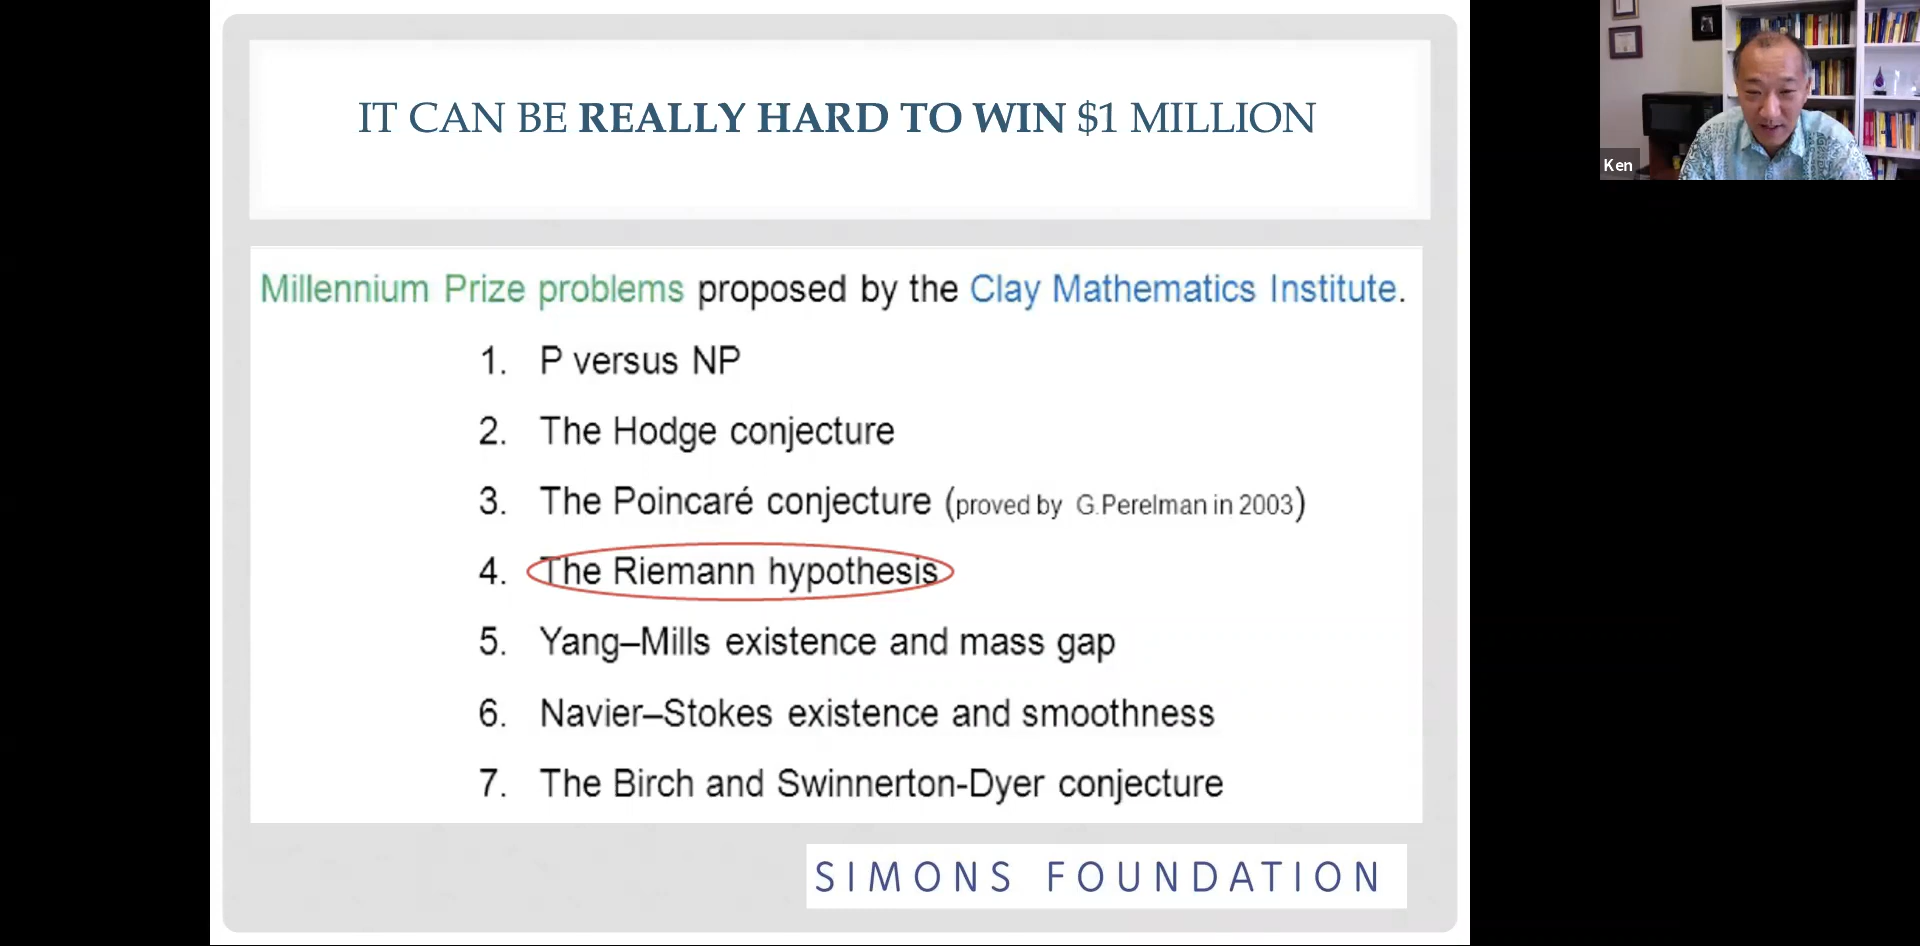 IT CAN BE REALLY HARD TO WIN $1 MILLION
Millennium Prize problems proposed by the Clay Mathematics Institute.
1. P versus NP
2. The Hodge conjecture
3. The Poincaré conjecture (proved by G.Perelman in 2003)
4. The Riemann hypothesis
5. Yang–Mills existence and mass gap
6. Navier–Stokes existence and smoothness
7. The Birch and Swinnerton-Dyer conjecture
SIMONS FOUNDATION
Ken